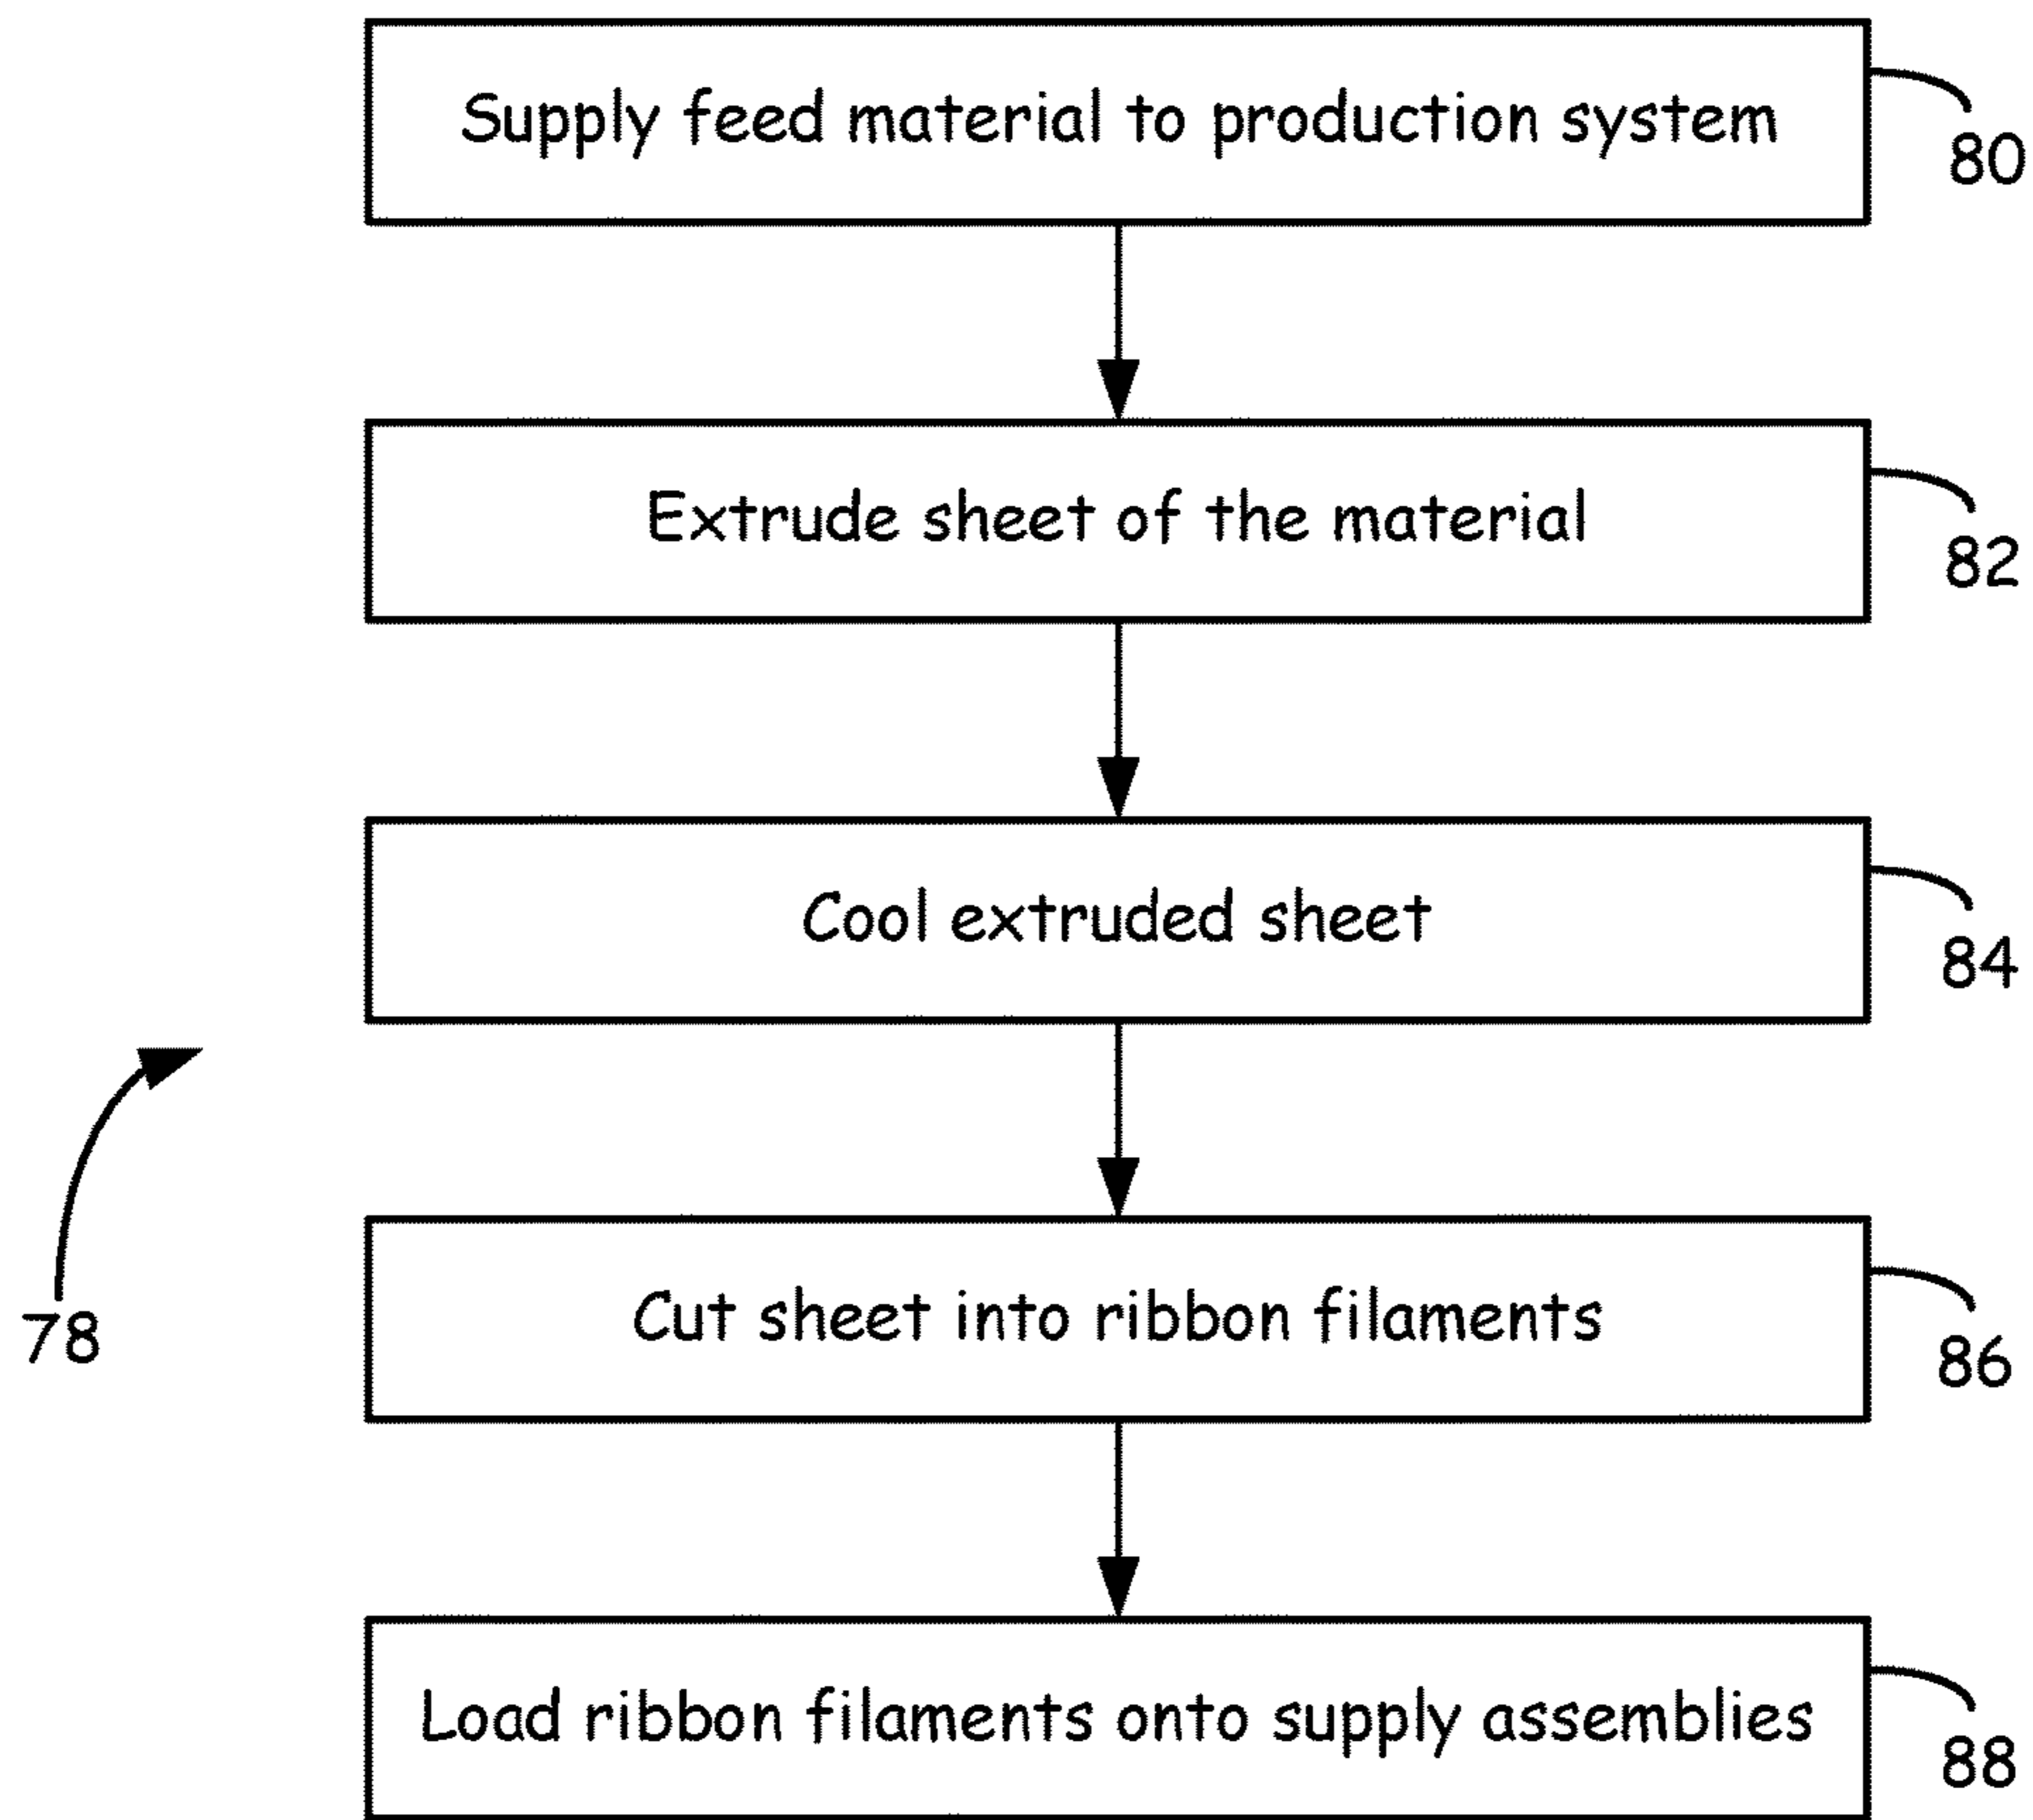 Supply feed material to production system
80
Extrude sheet of the material
82
Cool extruded sheet
84
78
Cut sheet into ribbon filaments
86
Load ribbon filaments onto supply assemblies
88